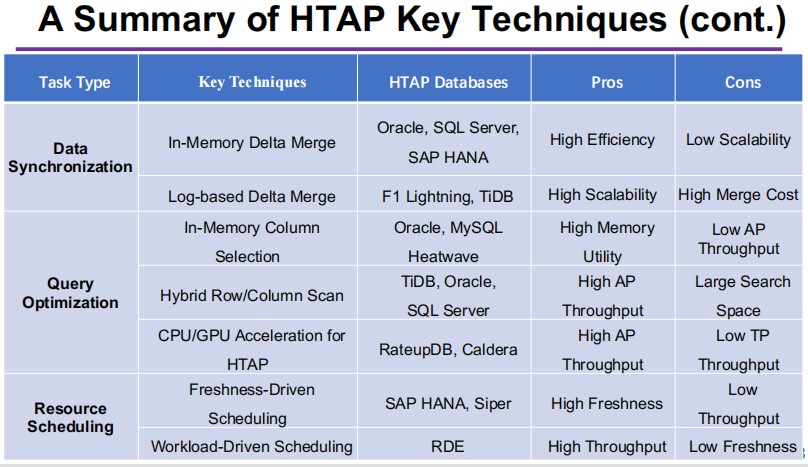 A Summary of HTAP Key Techniques (cont.)
Task Type
Key Techniques
HTAP Databases
Pros
Cons
Data
Synchronization
In-Memory Delta Merge
Oracle, SQL Server,
SAP HANA
High Efficiency
Low Scalability
Log-based Delta Merge
F1 Lightning, TiDB
High Scalability
High Merge Cost
Query
Optimization
In-Memory Column
Selection
Oracle, MySQL
Heatwave
High Memory
Utility
Low AP
Throughput
Hybrid Row/Column Scan
TiDB, Oracle,
SQL Server
High AP
Throughput
Large Search
Space
CPU/GPU Acceleration for
HTAP
RateupDB, Caldera
High AP
Throughput
Low TP
Throughput
Resource
Scheduling
Freshness-Driven
Scheduling
SAP HANA, Siper
High Freshness
Low
Throughput
Workload-Driven Scheduling
RDE
High Throughput
Low Freshness